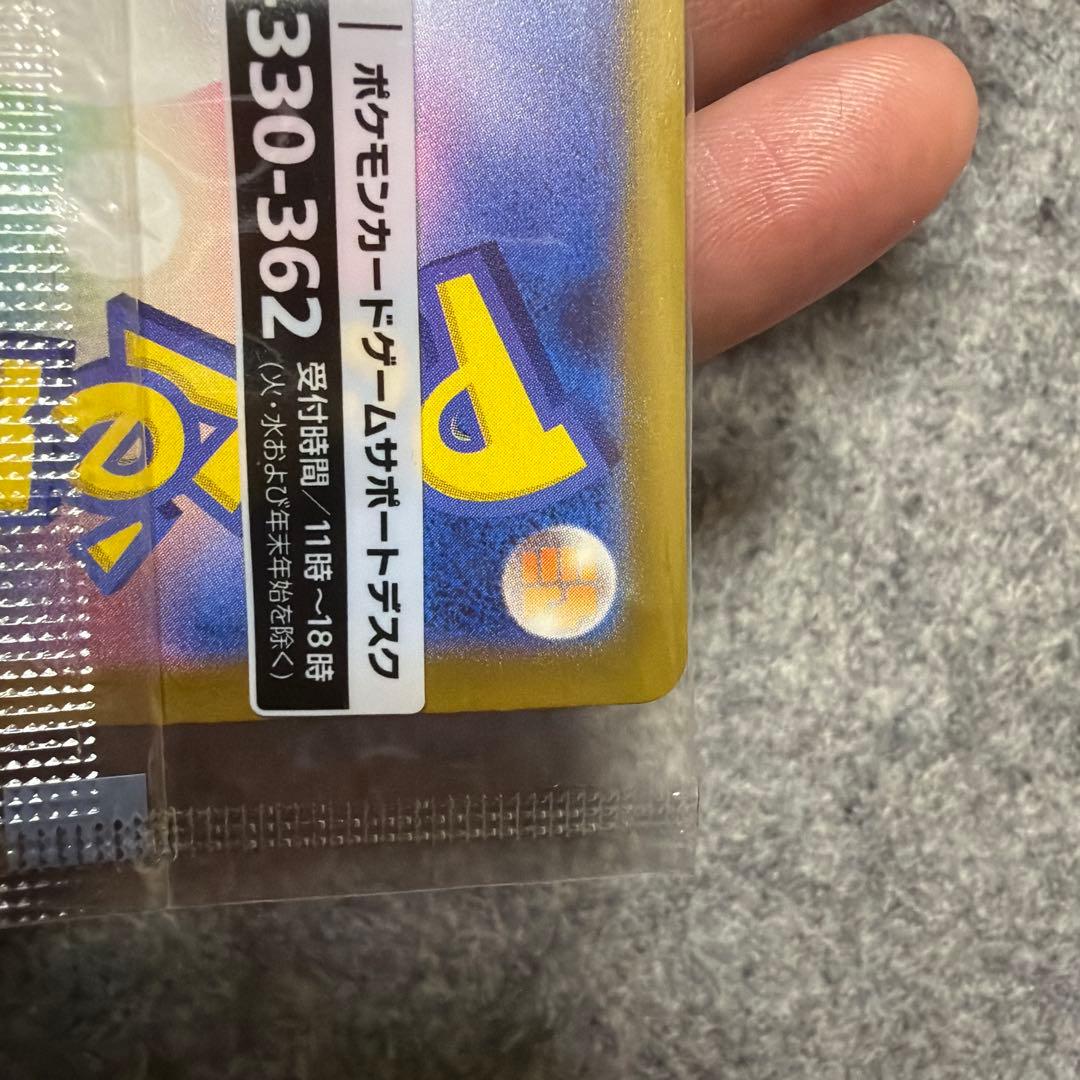 ポケモンカードゲームサポートデスク
330-362 受付時間/11時~18時
(火・水および年末年始を除く)